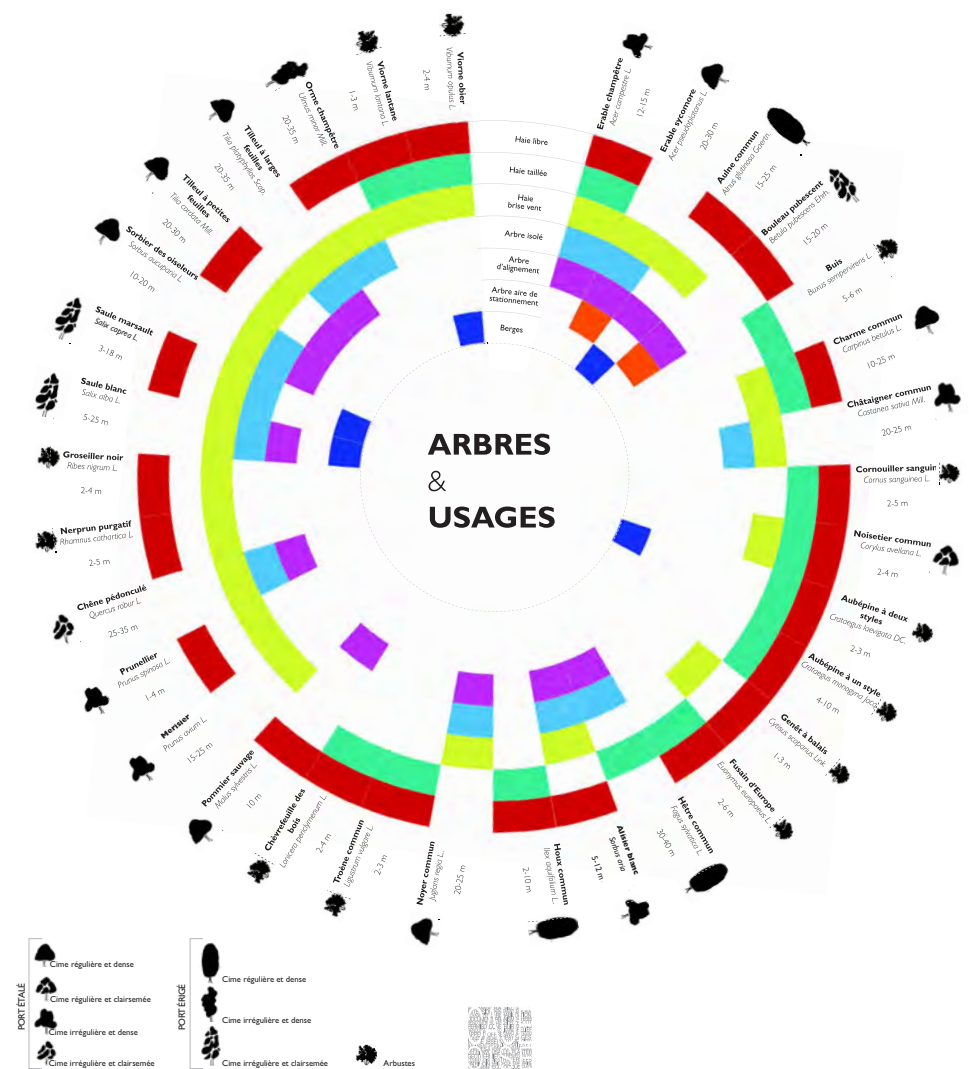 ARBRES
&
USAGES
Haie libre
Haie taillée
Haie
brise vent
Arbre isolé
Arbre
d'alignement
Arbre aire de
stationnement
Berges
Erable champêtre
Acer campestre L.
12-15 m
Erable sycomore
Acer pseudoplatanus L.
20-30 m
Aulne commun
Alnus glutinosa Gaertn.
15-25 m
Bouleau pubescent
Betula pubescens Ehrh.
15-20 m
Buis
Buxus sempervirens L.
5-6 m
Charme commun
Carpinus betulus L.
10-25 m
Châtaigner commun
Castanea sativa Mill.
20-25 m
Cornouiller sanguin
Cornus sanguinea L.
2-5 m
Noisetier commun
Corylus avellana L.
2-4 m
Aubépine à deux
styles
Crataegus laevigata DC.
2-3 m
Aubépine à un style
Crataegus monogina Jacq.
4-10 m
Genêt à balais
Cytisus scoparius Link.
1-3 m
Fusain d'Europe
Euonymus europaeus L.
2-6 m
Hêtre commun
Fagus sylvatica L.
30-40 m
Alisier blanc
Sorbus aria
5-12 m
Houx commun
Ilex aquifolium L.
2-10 m
Noyer commun
Juglans regia L.
20-25 m
Troène commun
Ligustrum vulgare L.
2-3 m
Chèvrefeuille des
bois
Lonicera periclymenum L.
2-4 m
Pommier sauvage
Malus sylvestris L.
10 m
Merisier
Prunus avium L.
15-25 m
Prunellier
Prunus spinosa L.
1-4 m
Chêne pédonculé
Quercus robur L.
25-35 m
Nerprun purgatif
Rhamnus cathartica L.
2-5 m
Groseiller noir
Ribes nigrum L.
2-4 m
Saule blanc
Salix alba L.
5-25 m
Saule marsault
Salix caprea L.
3-18 m
Sorbier des oiseleurs
Sorbus aucuparia L.
10-20 m
Tilleul à petites
feuilles
Tilia cordata Mill.
20-30 m
Tilleul à larges
feuilles
Tilia platyphyllos Scop.
20-35 m
Orme champêtre
Ulmus minor Mill.
20-35 m
Viorne lantane
Viburnum lantana L.
1-3 m
Viorne obier
Viburnum opulus L.
2-4 m
PORT ÉTALÉ
Cime régulière et dense
Cime régulière et clairsemée
Cime irrégulière et dense
Cime irrégulière et clairsemée
PORT ÉRIGÉ
Cime régulière et dense
Cime irrégulière et dense
Cime irrégulière et clairsemée
Arbustes